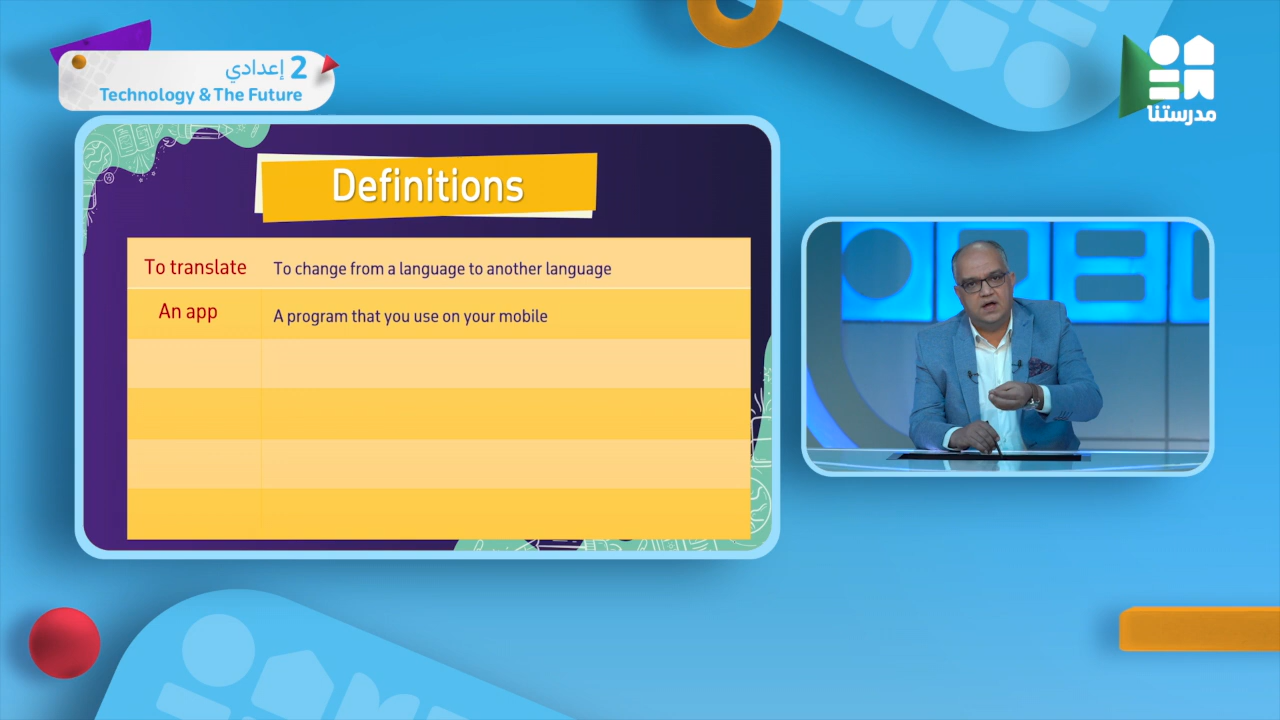 2 إعدادي
Technology & The Future
مدرستنا
Definitions
To translate To change from a language to another language
An app A program that you use on your mobile